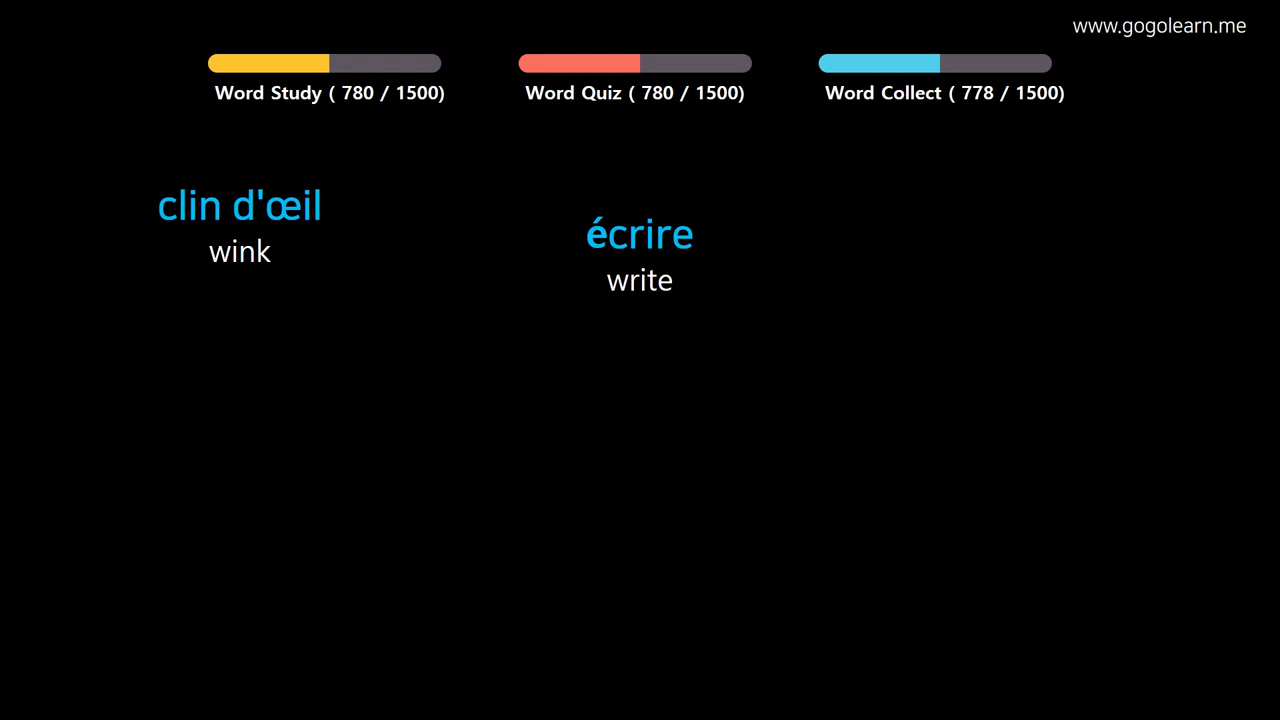 www.gogolearn.me
Word Study ( 780 / 1500)
Word Quiz ( 780 / 1500)
Word Collect ( 778 / 1500)
clin d'œil
wink
écrire
write